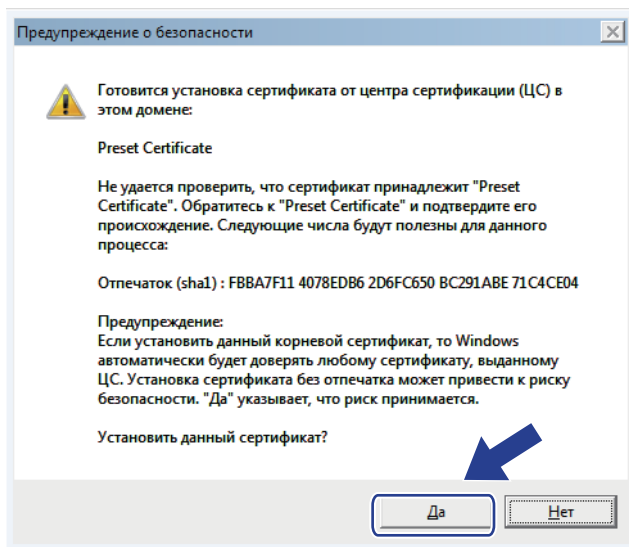 Предупреждение о безопасности
Готовится установка сертификата от центра сертификации (ЦС) в
этом домене:
Preset Certificate
Не удается проверить, что сертификат принадлежит "Preset
Certificate". Обратитесь к "Preset Certificate" и подтвердите его
происхождение. Следующие числа будут полезны для данного
процесса:
Отпечаток (sha1) : FBBA7F11 4078EDB6 2D6FC650 BC291ABE 71C4CE04
Предупреждение:
Если установить данный корневой сертификат, то Windows
автоматически будет доверять любому сертификату, выданному
ЦС. Установка сертификата без отпечатка может привести к риску
безопасности. "Да" указывает, что риск принимается.
Установить данный сертификат?
Да
Нет